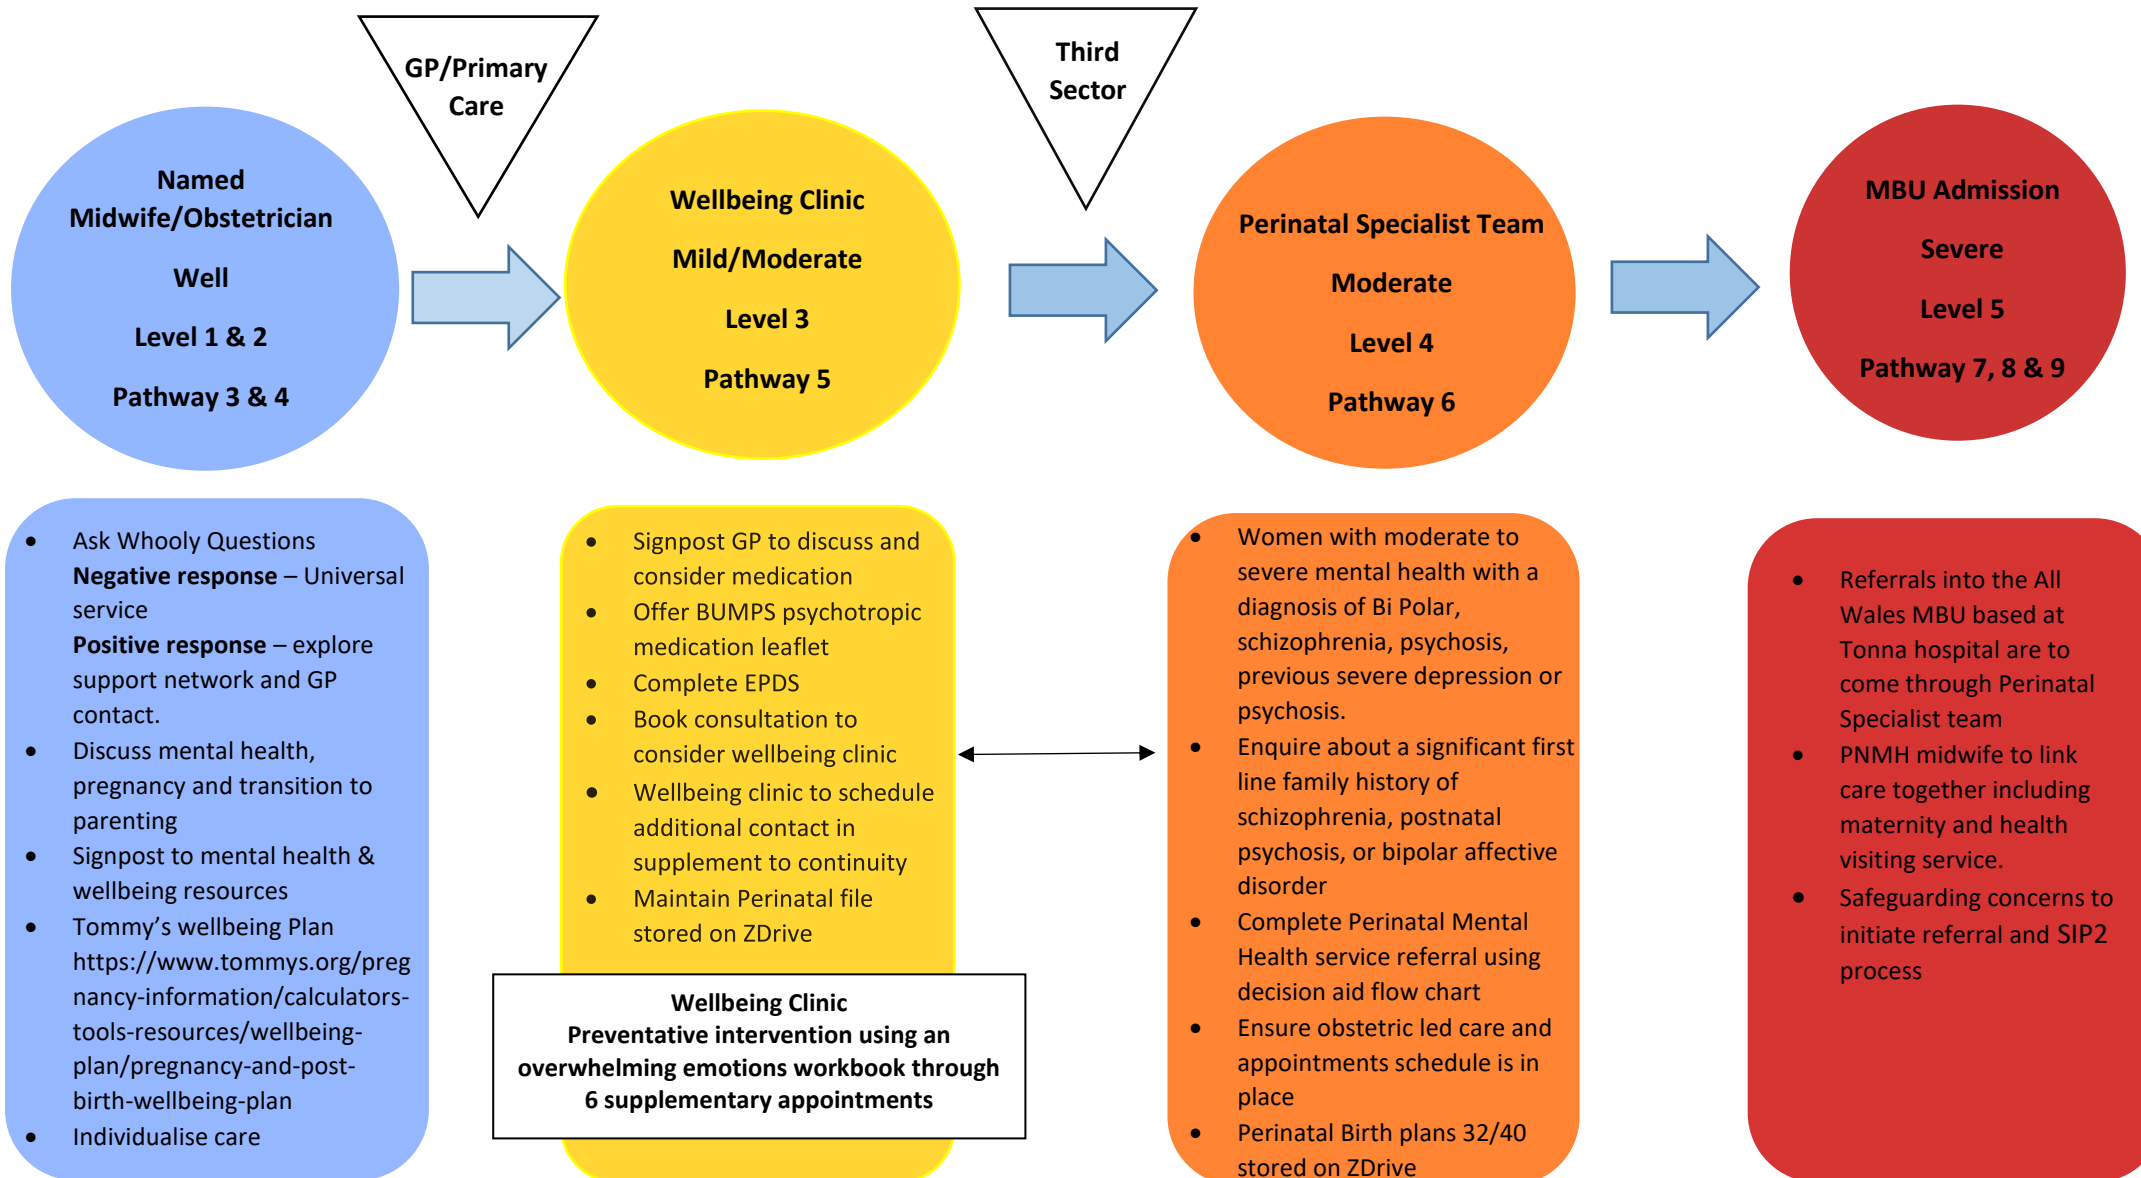 GP/Primary
Care
Third
Sector
Named
Midwife/Obstetrician
Well
Level 1 & 2
Pathway 3 & 4
Wellbeing Clinic
Mild/Moderate
Level 3
Pathway 5
Perinatal Specialist Team
Moderate
Level 4
Pathway 6
MBU Admission
Severe
Level 5
Pathway 7, 8 & 9
• Ask Whooly Questions
Negative response – Universal
service
Positive response – explore
support network and GP
contact.
• Discuss mental health,
pregnancy and transition to
parenting
• Signpost to mental health &
wellbeing resources
• Tommy’s wellbeing Plan
https://www.tommys.org/preg
nancy-information/calculators-
tools-resources/wellbeing-
plan/pregnancy-and-post-
birth-wellbeing-plan
• Individualise care
• Signpost GP to discuss and
consider medication
• Offer BUMPS psychotropic
medication leaflet
• Complete EPDS
• Book consultation to
consider wellbeing clinic
• Wellbeing clinic to schedule
additional contact in
supplement to continuity
• Maintain Perinatal file
stored on ZDrive
Wellbeing Clinic
Preventative intervention using an
overwhelming emotions workbook through
6 supplementary appointments
• Women with moderate to
severe mental health with a
diagnosis of Bi Polar,
schizophrenia, psychosis,
previous severe depression or
psychosis.
• Enquire about a significant first
line family history of
schizophrenia, postnatal
psychosis, or bipolar affective
disorder
• Complete Perinatal Mental
Health service referral using
decision aid flow chart
• Ensure obstetric led care and
appointments schedule is in
place
• Perinatal Birth plans 32/40
stored on ZDrive
• Referrals into the All
Wales MBU based at
Tonna hospital are to
come through Perinatal
Specialist team
• PNMH midwife to link
care together including
maternity and health
visiting service.
• Safeguarding concerns to
initiate referral and SIP2
process